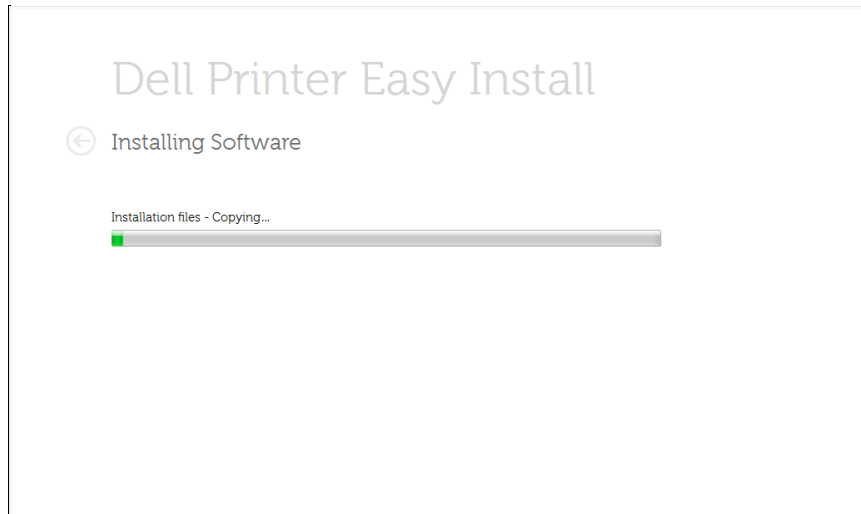 Dell Printer Easy Install
Installing Software
Installation files - Copying...